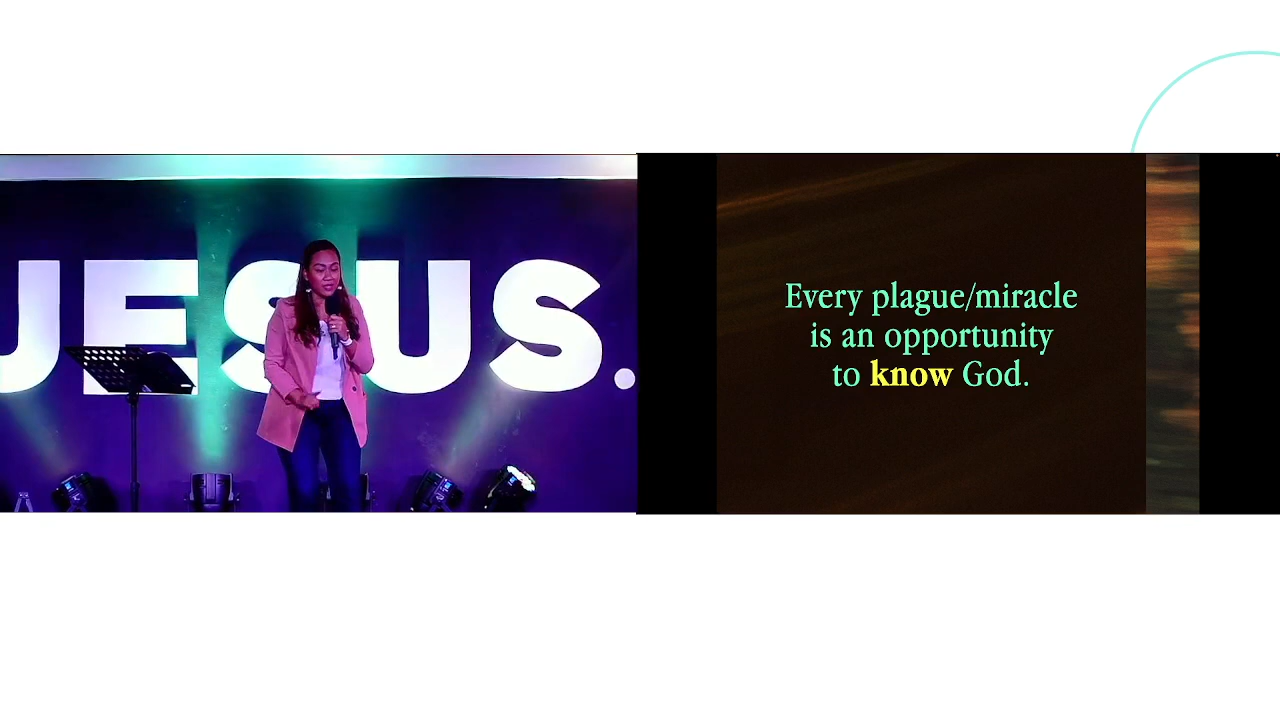 JESUS.
Every plague/miracle
is an opportunity
to know God.